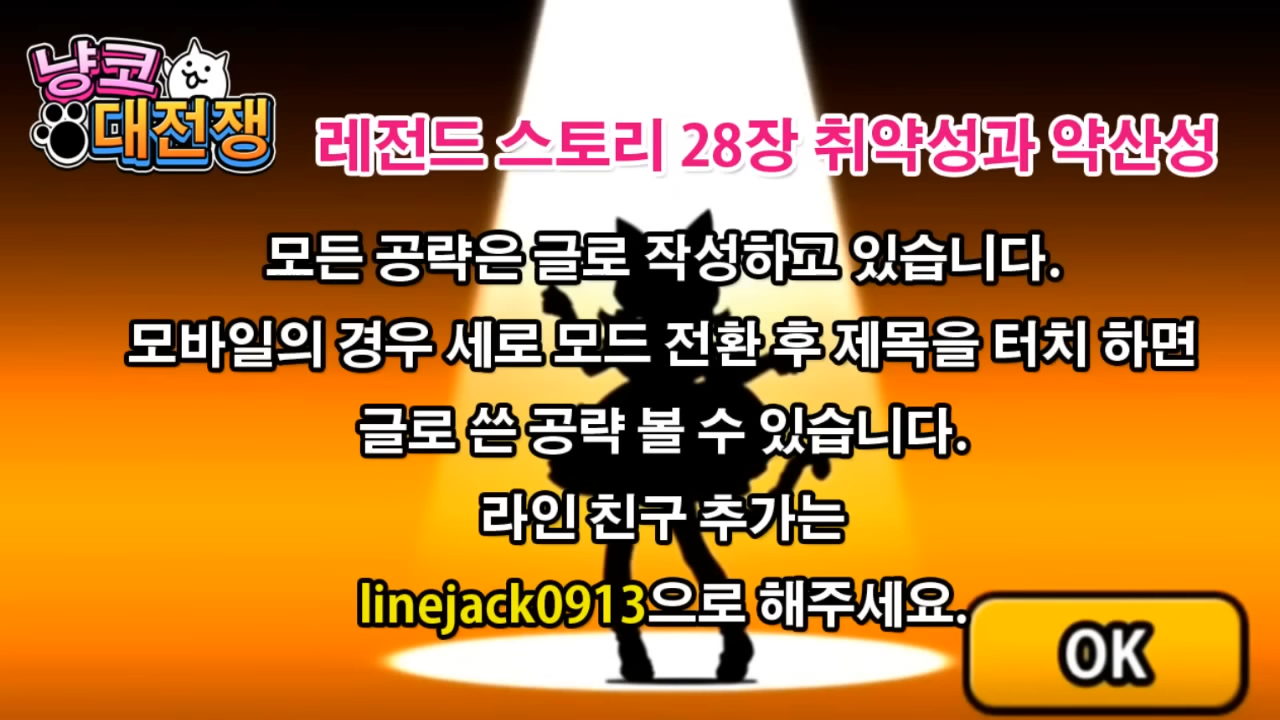 냥코
대전쟁
레전드 스토리 28장 취약성과 약산성
모든 공략은 글로 작성하고 있습니다.
모바일의 경우 세로 모드 전환 후 제목을 터치 하면
글로 쓴 공략 볼 수 있습니다.
라인 친구 추가는
linejack0913으로 해주세요.
OK